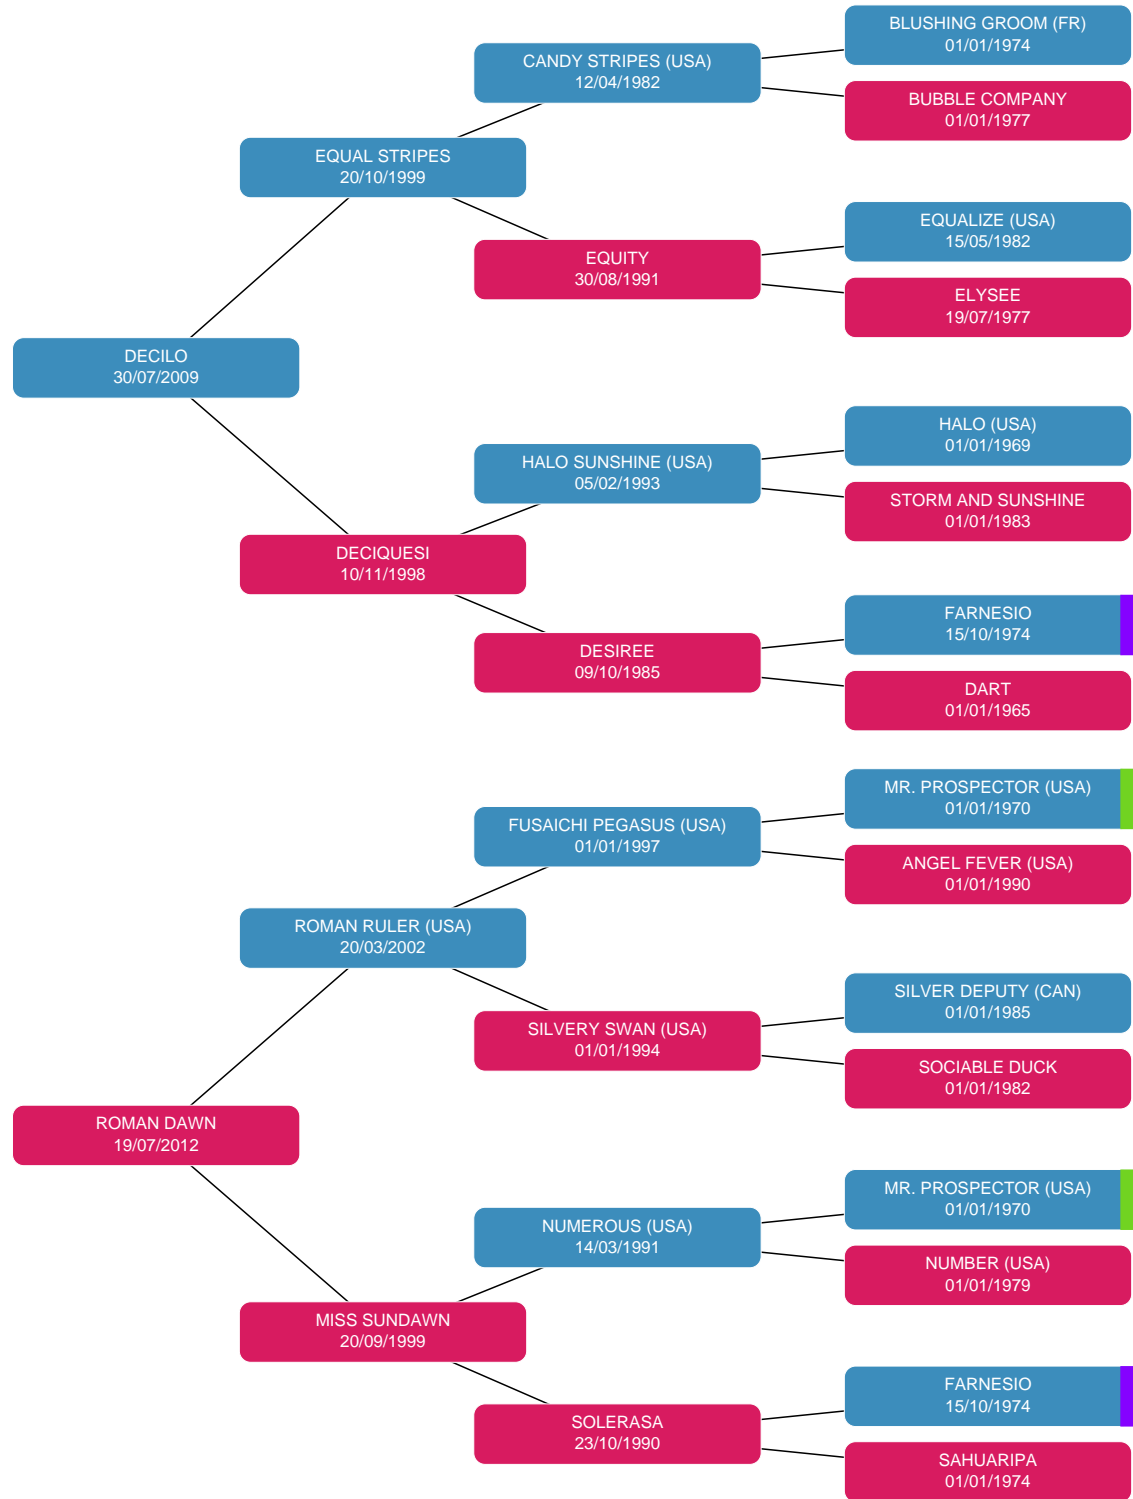 BLUSHING GROOM (FR)
01/01/1974
CANDY STRIPES (USA)
12/04/1982
BUBBLE COMPANY
01/01/1977
EQUAL STRIPES
20/10/1999
EQUALIZE (USA)
15/05/1982
EQUITY
30/08/1991
ELYSEE
19/07/1977
DECILO
30/07/2009
HALO (USA)
01/01/1969
HALO SUNSHINE (USA)
05/02/1993
STORM AND SUNSHINE
01/01/1983
DECIQUESI
10/11/1998
FARNESIO
15/10/1974
DESIREE
09/10/1985
DART
01/01/1965
MR. PROSPECTOR (USA)
01/01/1970
FUSAICHI PEGASUS (USA)
01/01/1997
ANGEL FEVER (USA)
01/01/1990
ROMAN RULER (USA)
20/03/2002
SILVER DEPUTY (CAN)
01/01/1985
SILVERY SWAN (USA)
01/01/1994
SOCIABLE DUCK
01/01/1982
ROMAN DAWN
19/07/2012
MR. PROSPECTOR (USA)
01/01/1970
NUMEROUS (USA)
14/03/1991
NUMBER (USA)
01/01/1979
MISS SUNDAWN
20/09/1999
FARNESIO
15/10/1974
SOLERASA
23/10/1990
SAHUARIPA
01/01/1974